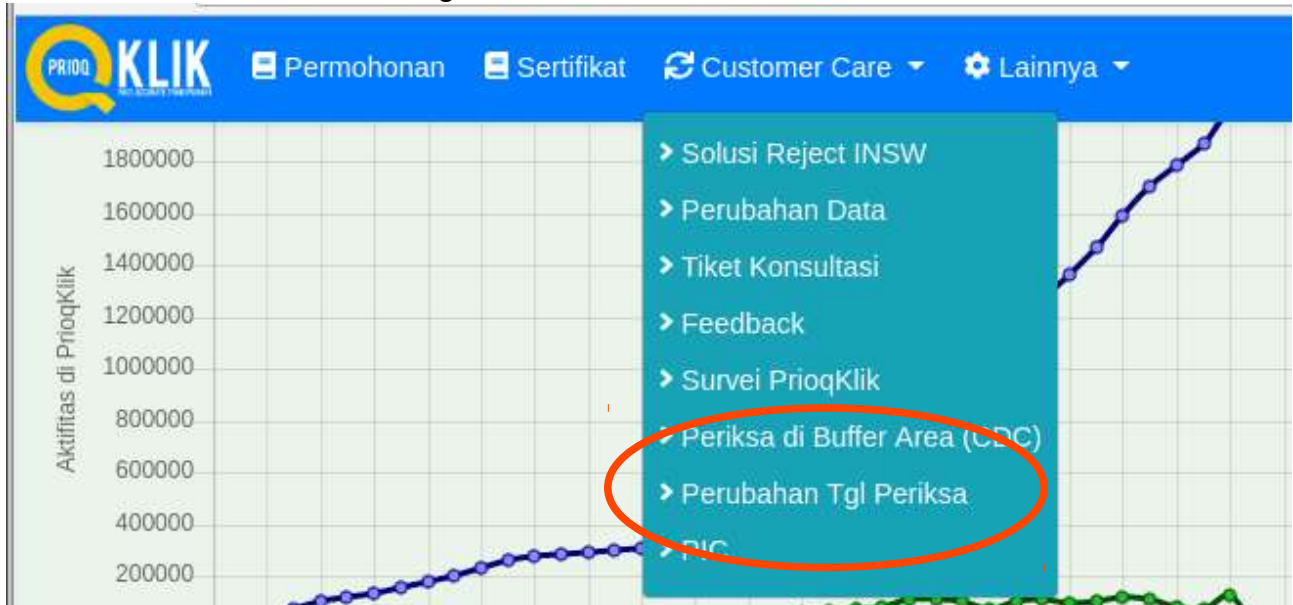 PRIOQ KLIK Permohonan Sertifikat Customer Care Lainnya
Solusi Reject INSW
Perubahan Data
Tiket Konsultasi
Feedback
Survei PrioqKlik
Periksa di Buffer Area (CDC)
Perubahan Tgl Periksa
PIC
Aktifitas di PrioqKlik
1800000
1600000
1400000
1200000
1000000
800000
600000
400000
200000